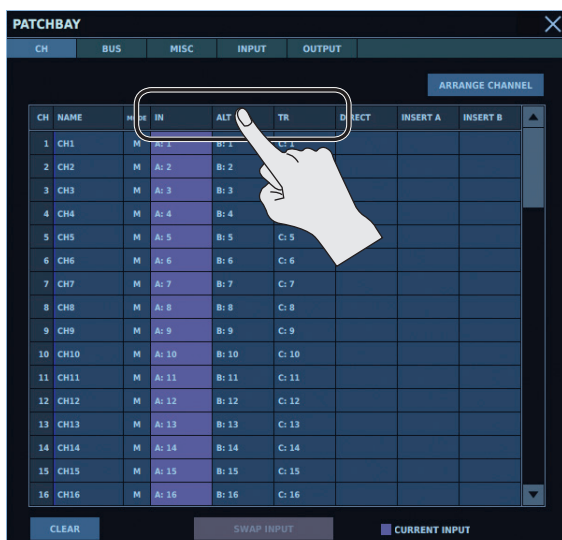 PATCHBAY
CH BUS MISC INPUT OUTPUT
ARRANGE CHANNEL
CH NAME IN ALT TR INSERT A INSERT B
1 CH1 M A: 1 B: 1 C: 1
2 CH2 M A: 2 B: 2
3 CH3 M A: 3 B: 3
4 CH4 M A: 4 B: 4
5 CH5 M A: 5 B: 5 C: 5
6 CH6 M A: 6 B: 6 C: 6
7 CH7 M A: 7 B: 7 C: 7
8 CH8 M A: 8 B: 8 C: 8
9 CH9 M A: 9 B: 9 C: 9
10 CH10 M A: 10 B: 10 C: 10
11 CH11 M A: 11 B: 11 C: 11
12 CH12 M A: 12 B: 12 C: 12
13 CH13 M A: 13 B: 13 C: 13
14 CH14 M A: 14 B: 14 C: 14
15 CH15 M A: 15 B: 15 C: 15
16 CH16 M A: 16 B: 16 C: 16
CLEAR SWAP INPUT CURRENT INPUT